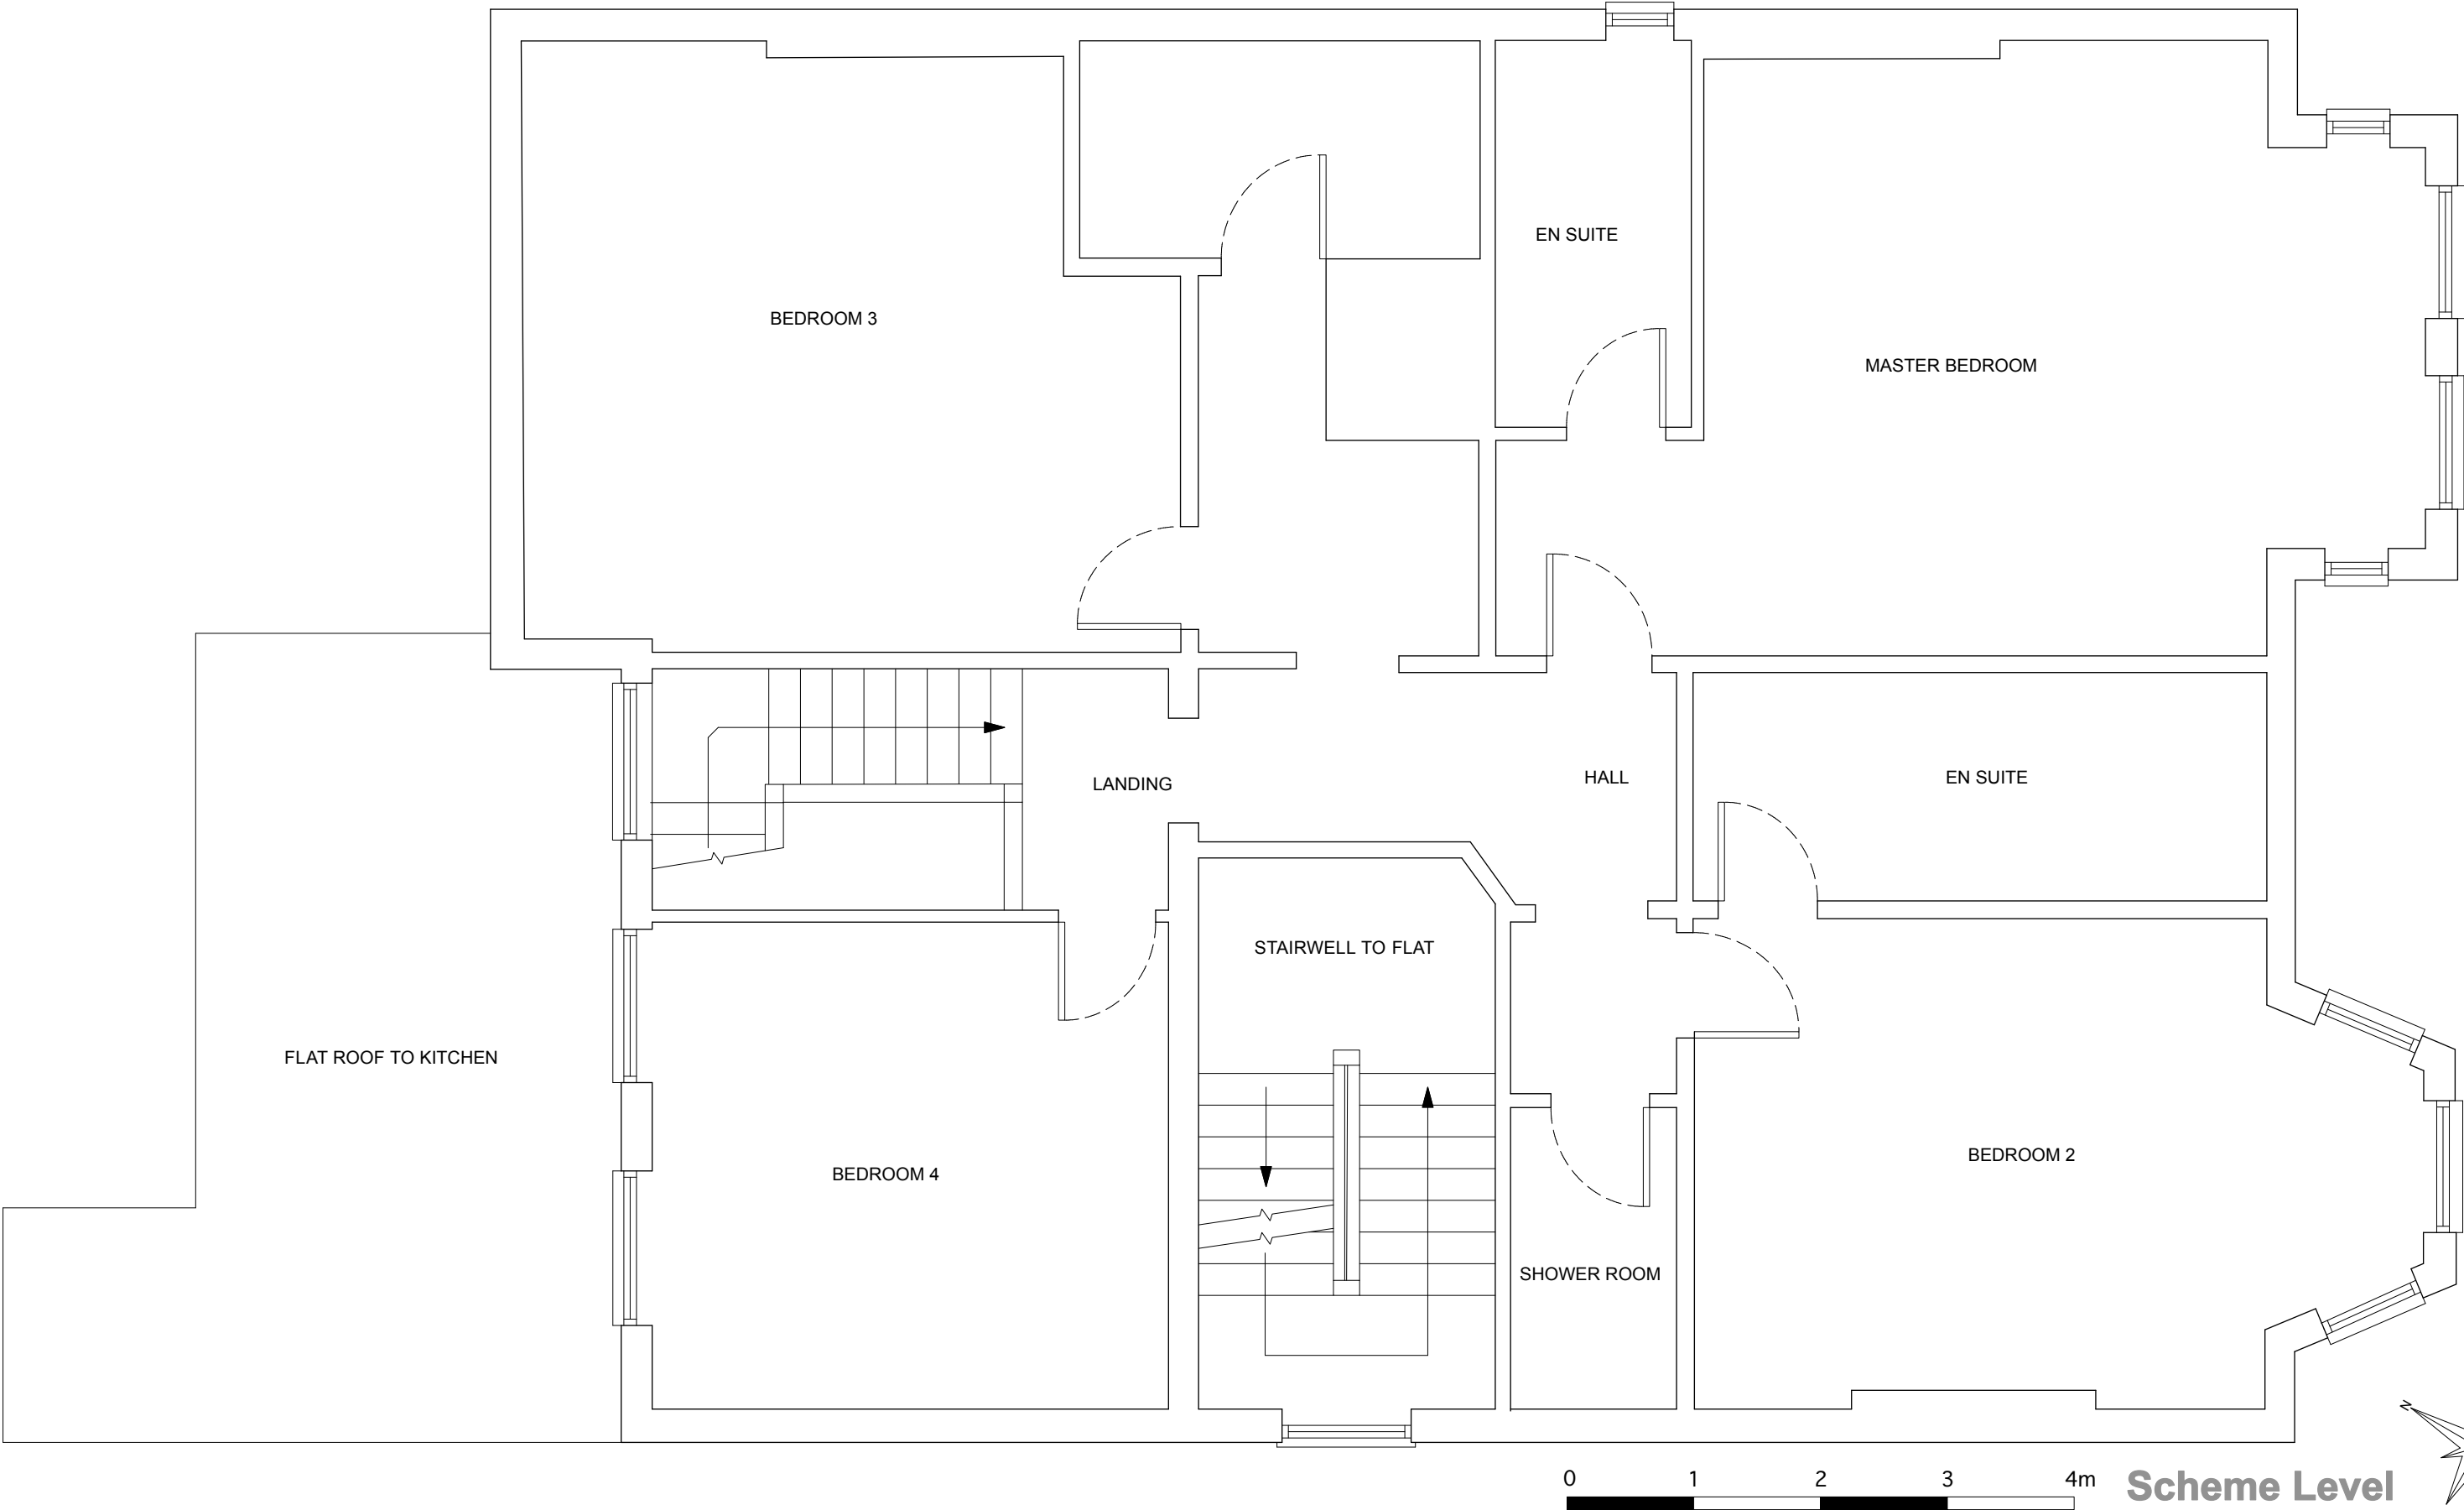 EN SUITE
BEDROOM 3
MASTER BEDROOM
LANDING
HALL
EN SUITE
STAIRWELL TO FLAT
FLAT ROOF TO KITCHEN
BEDROOM 2
BEDROOM 4
SHOWER ROOM
N
0 1 2 3 4m
Scheme Level